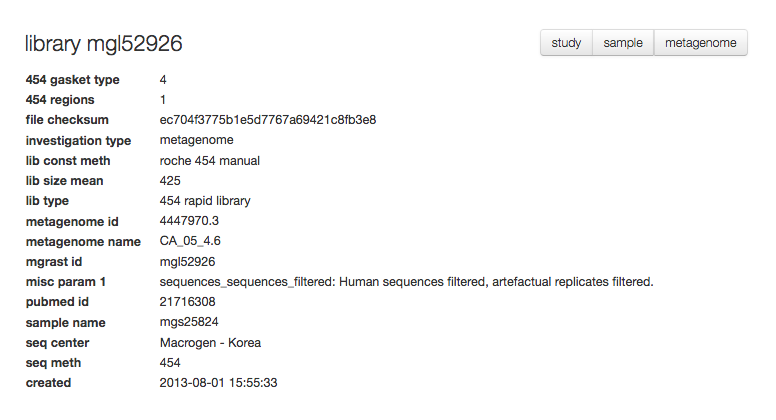 library mgl52926
study sample metagenome
454 gasket type 4
454 regions 1
file checksum ec704f3775b1e5d7767a69421c8fb3e8
investigation type metagenome
lib const meth roche 454 manual
lib size mean 425
lib type 454 rapid library
metagenome id 4447970.3
metagenome name CA_05_4.6
mgrast id mgl52926
misc param 1 sequences_sequences_filtered: Human sequences filtered, artefactual replicates filtered.
pubmed id 21716308
sample name mgs25824
seq center Macrogen - Korea
seq meth 454
created 2013-08-01 15:55:33